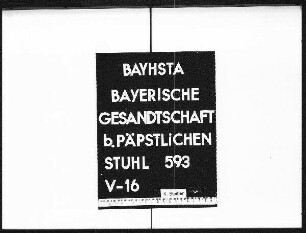 BAYHSTA
BAYERISCHE
GESANDTSCHAFT
b. PÄPSTLiCHEN
STUHL 593
V-16